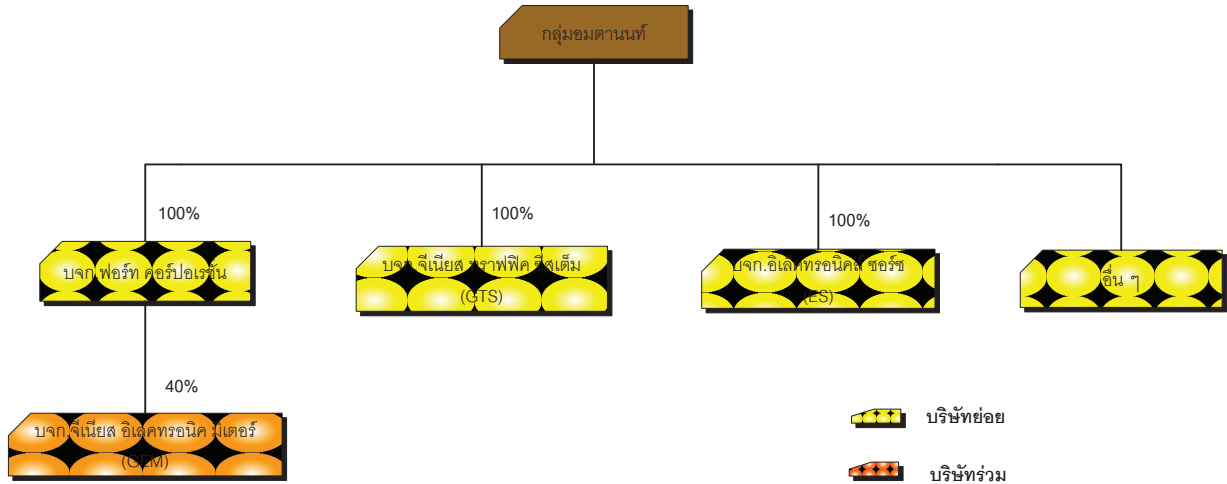 กลุ่มอมตานนท์
100%
100%
100%
บจก.ฟอร์ท คอร์ปอเรชั่น
บจก.จีเนียส ทราฟฟิค ซีสเต็ม
(GTS)
บจก.อิเล็คทรอนิคส์ ซอร์ซ
(ES)
อื่น ๆ
40%
บจก.จีเนียส อิเลคทรอนิค มิเตอร์
(GEM)
บริษัทย่อย
บริษัทร่วม